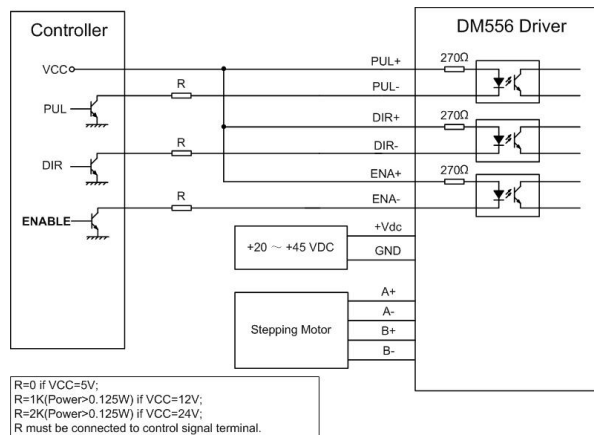 Controller
DM556 Driver
VCC
PUL+
270Ω
PUL
R
PUL-
DIR+
270Ω
DIR
R
DIR-
ENA+
270Ω
ENABLE
R
ENA-
+20 ～ +45 VDC
+Vdc
GND
Stepping Motor
A+
A-
B+
B-
R=0 if VCC=5V;
R=1K(Power>0.125W) if VCC=12V;
R=2K(Power>0.125W) if VCC=24V;
R must be connected to control signal terminal.